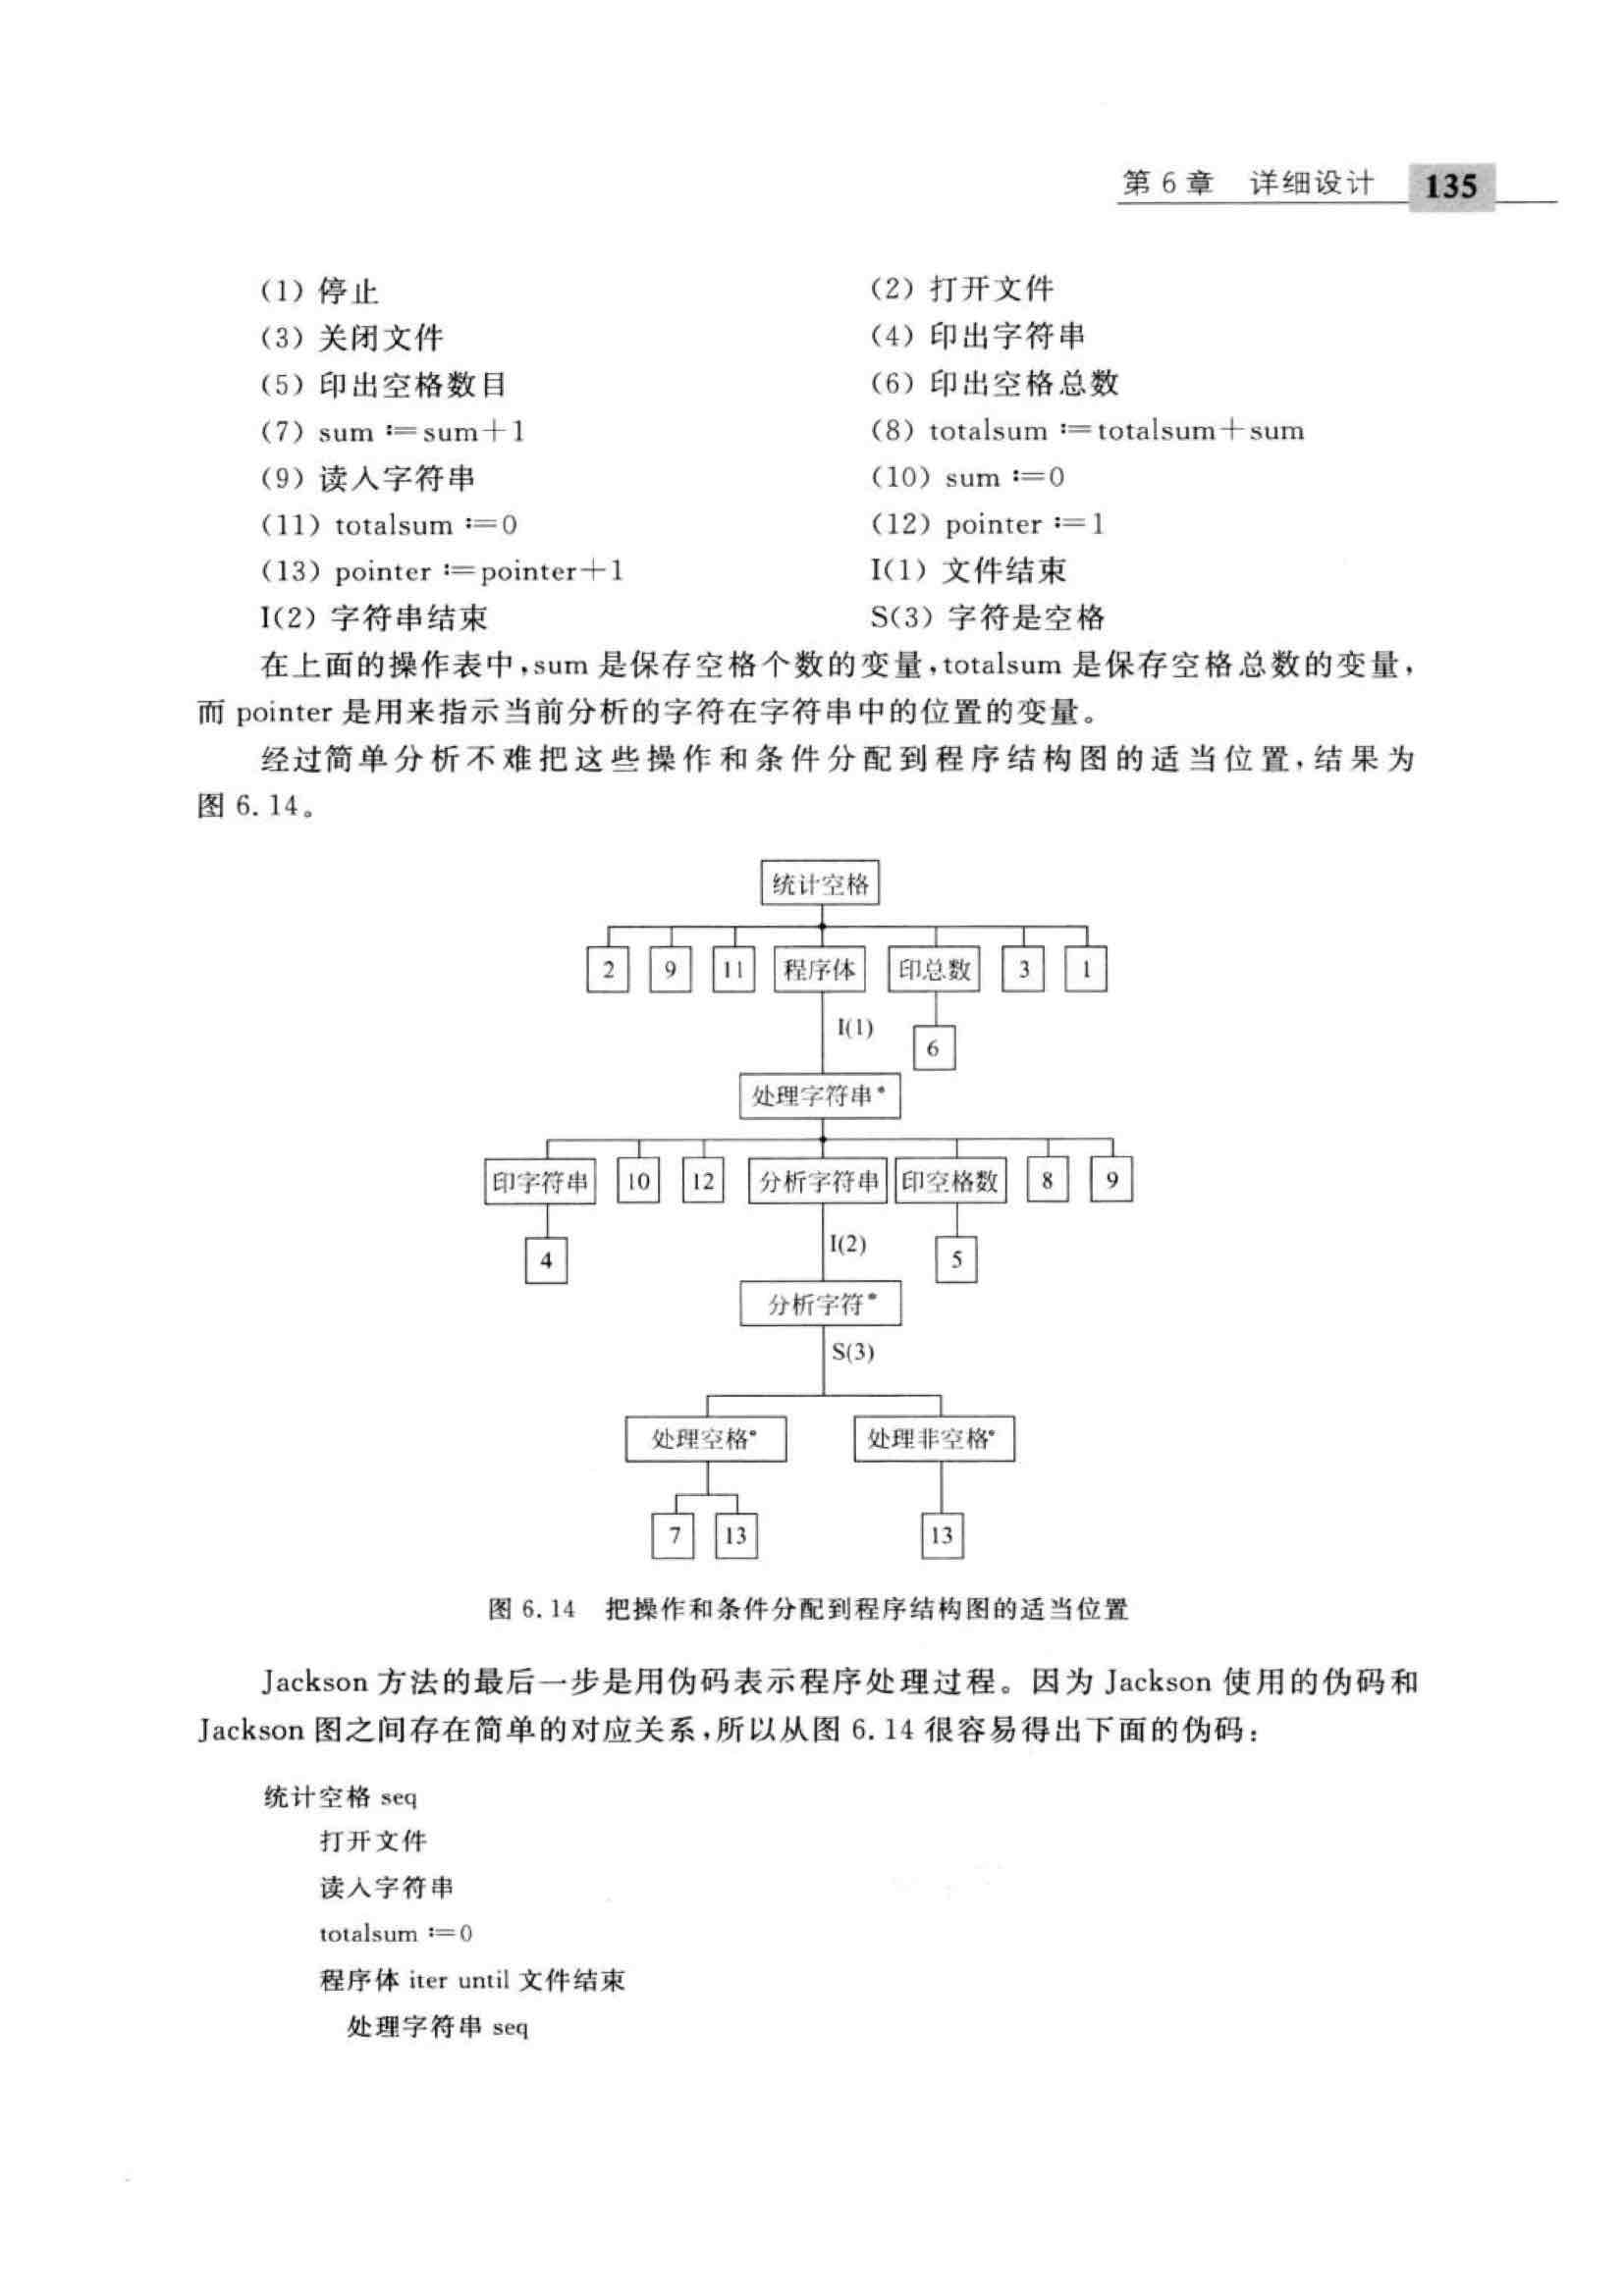 第 6 章 详细设计 135
(1) 停止 (2) 打开文件
(3) 关闭文件 (4) 印出字符串
(5) 印出空格数目 (6) 印出空格总数
(7) sum :=sum+1 (8) totalsum :=totalsum+sum
(9) 读入字符串 (10) sum :=0
(11) totalsum :=0 (12) pointer :=1
(13) pointer :=pointer+1 I(1) 文件结束
I(2) 字符串结束 S(3) 字符是空格
在上面的操作表中,sum 是保存空格个数的变量,totalsum 是保存空格总数的变量,
而 pointer 是用来指示当前分析的字符在字符串中的位置的变量。
经过简单分析不难把这些操作和条件分配到程序结构图的适当位置,结果为
图 6.14。
统计空格
2 9 11 程序体 印总数 3 1
I(1)
6
处理字符串*
印字符串 10 12 分析字符串 印空格数 8 9
4 I(2) 5
分析字符*
S(3)
处理空格° 处理非空格°
7 13 13
图 6.14 把操作和条件分配到程序结构图的适当位置
Jackson 方法的最后一步是用伪码表示程序处理过程。因为 Jackson 使用的伪码和
Jackson 图之间存在简单的对应关系,所以从图 6.14 很容易得出下面的伪码:
统计空格 seq
打开文件
读入字符串
totalsum :=0
程序体 iter until 文件结束
处理字符串 seq